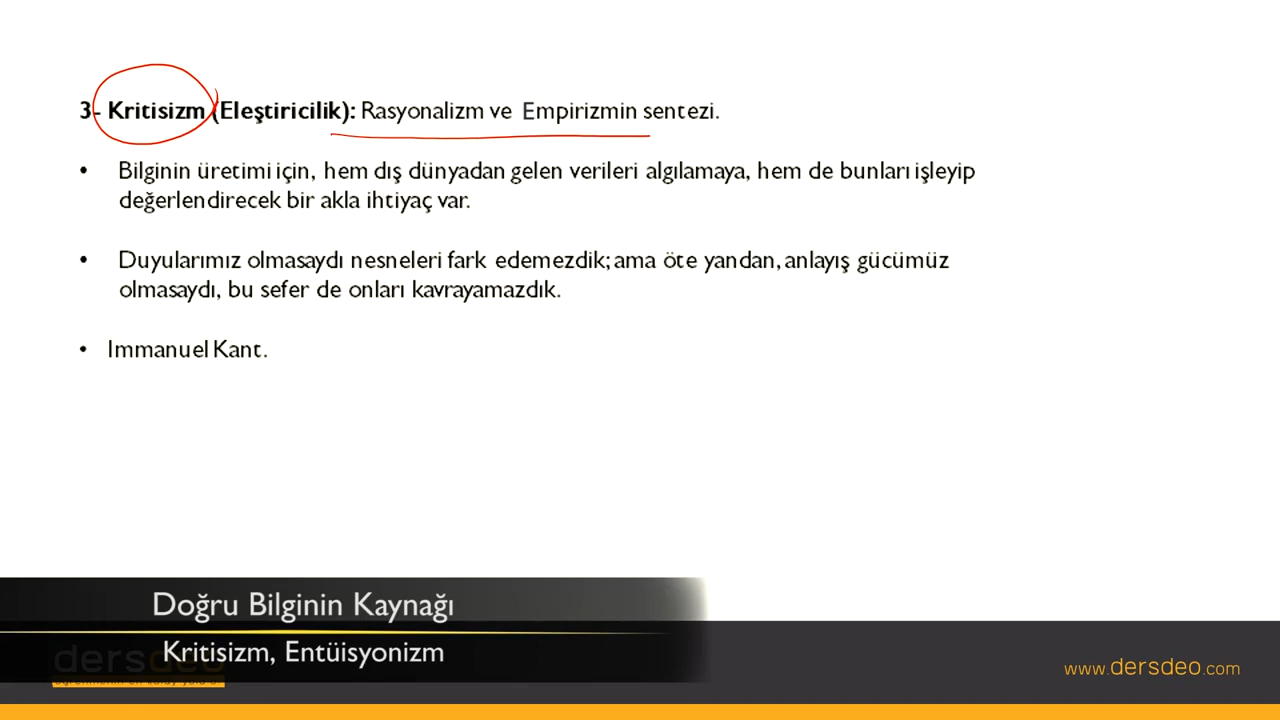 3- Kritisizm (Eleştiricilik): Rasyonalizm ve Empirizmin sentezi.
• Bilginin üretimi için, hem dış dünyadan gelen verileri algılamaya, hem de bunları işleyip
değerlendirecek bir akla ihtiyaç var.
• Duyularımız olmasaydı nesneleri fark edemezdik; ama öte yandan, anlayış gücümüz
olmasaydı, bu sefer de onları kavrayamazdık.
• Immanuel Kant.
Doğru Bilginin Kaynağı
Kritisizm, Entüisyonizm
dersdeo
www.dersdeo.com